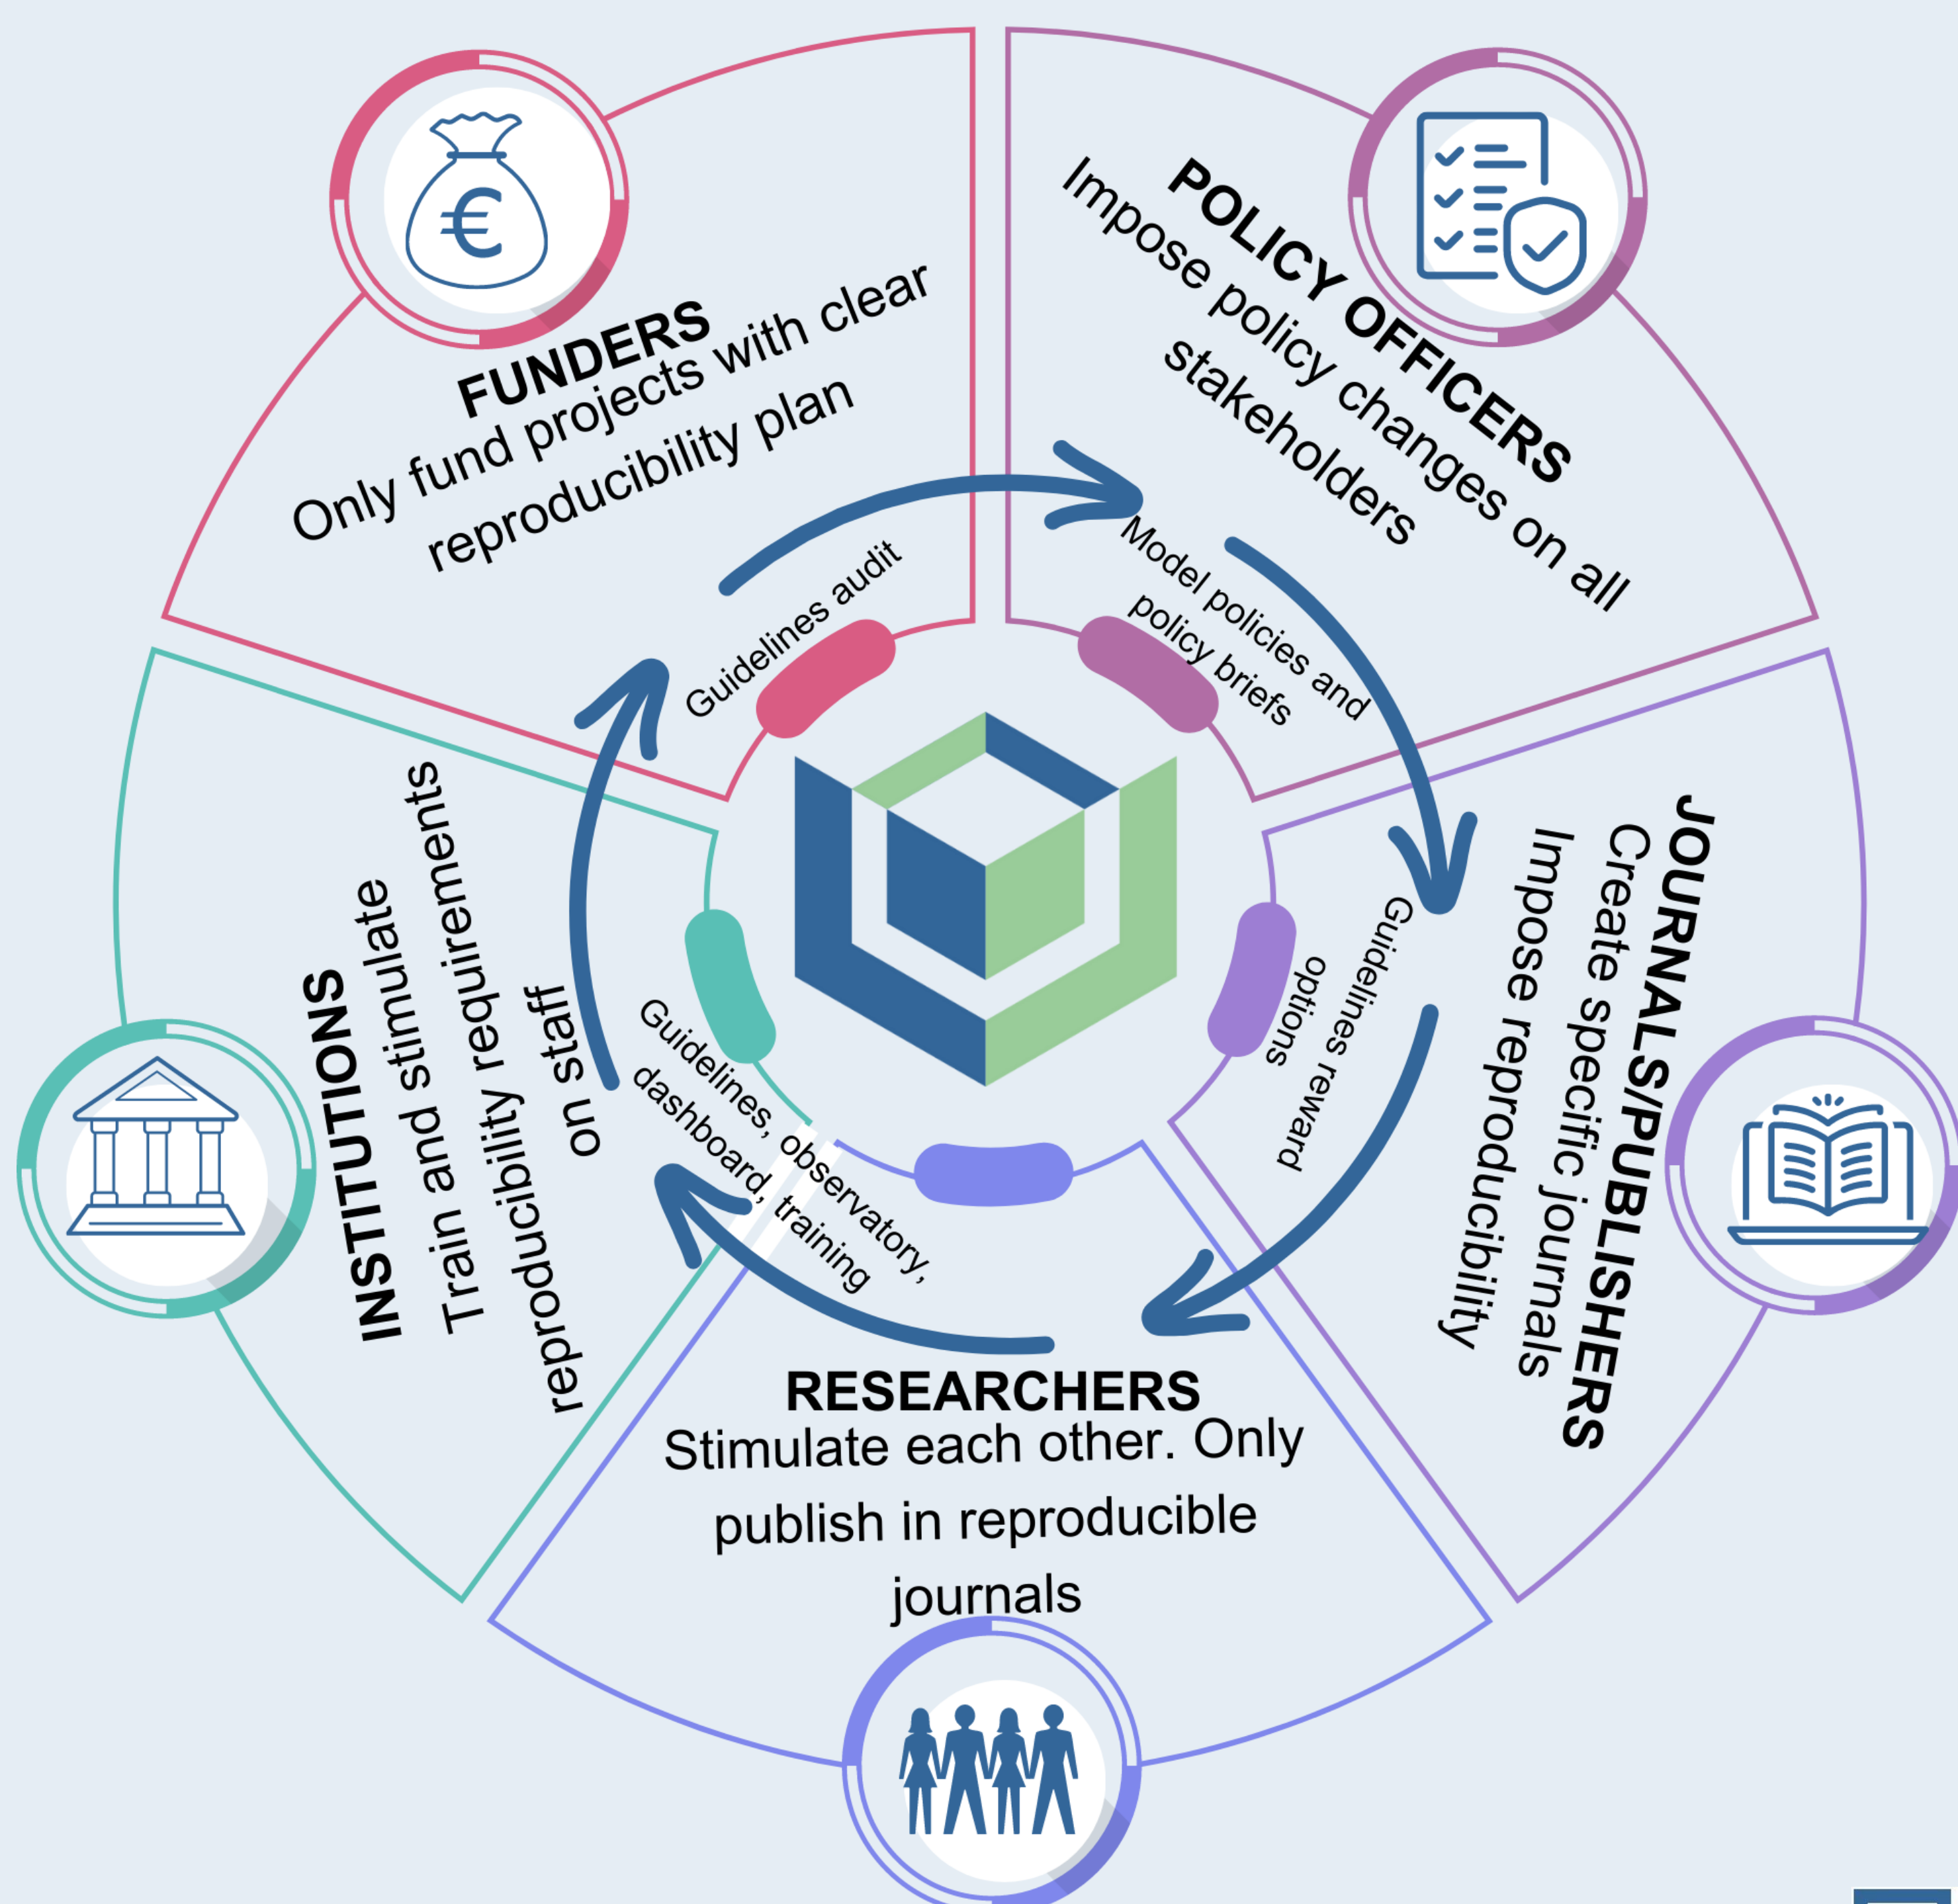 FUNDERS
Only fund projects with clear
reproducibility plan
Guidelines audit
POLICY OFFICERS
Impose policy changes on all
stakeholders
Model policies and
policy briefs
JOURNALS/PUBLISHERS
Create specific journals
Impose reproducibility
Guidelines reward
options
RESEARCHERS
Stimulate each other. Only
publish in reproducible
journals
Guidelines, observatory,
dashboard, training
INSTITUTIONS
Train and stimulate
reproducibility requirements
on staff
€